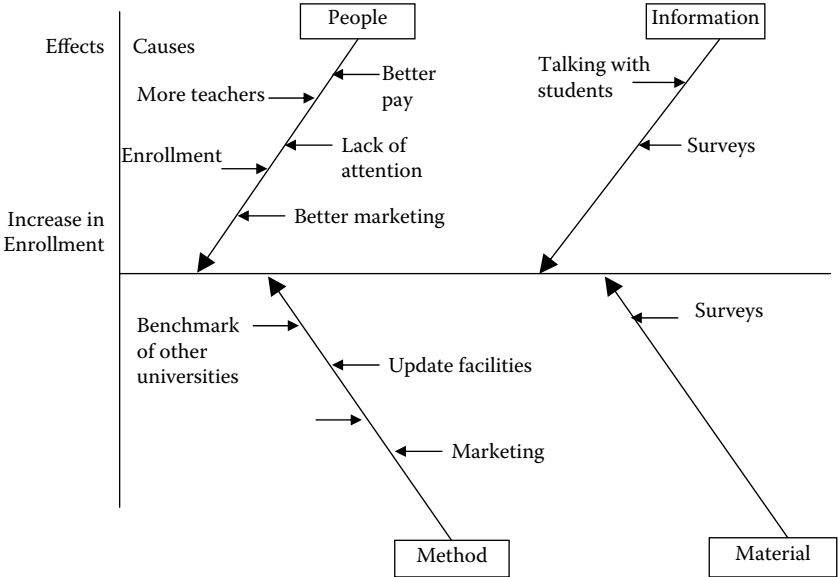 People
Information
Effects
Causes
Better
pay
More teachers
Talking with
students
Enrollment
Lack of
attention
Surveys
Better marketing
Increase in
Enrollment
Benchmark
of other
universities
Surveys
Update facilities
Marketing
Method
Material